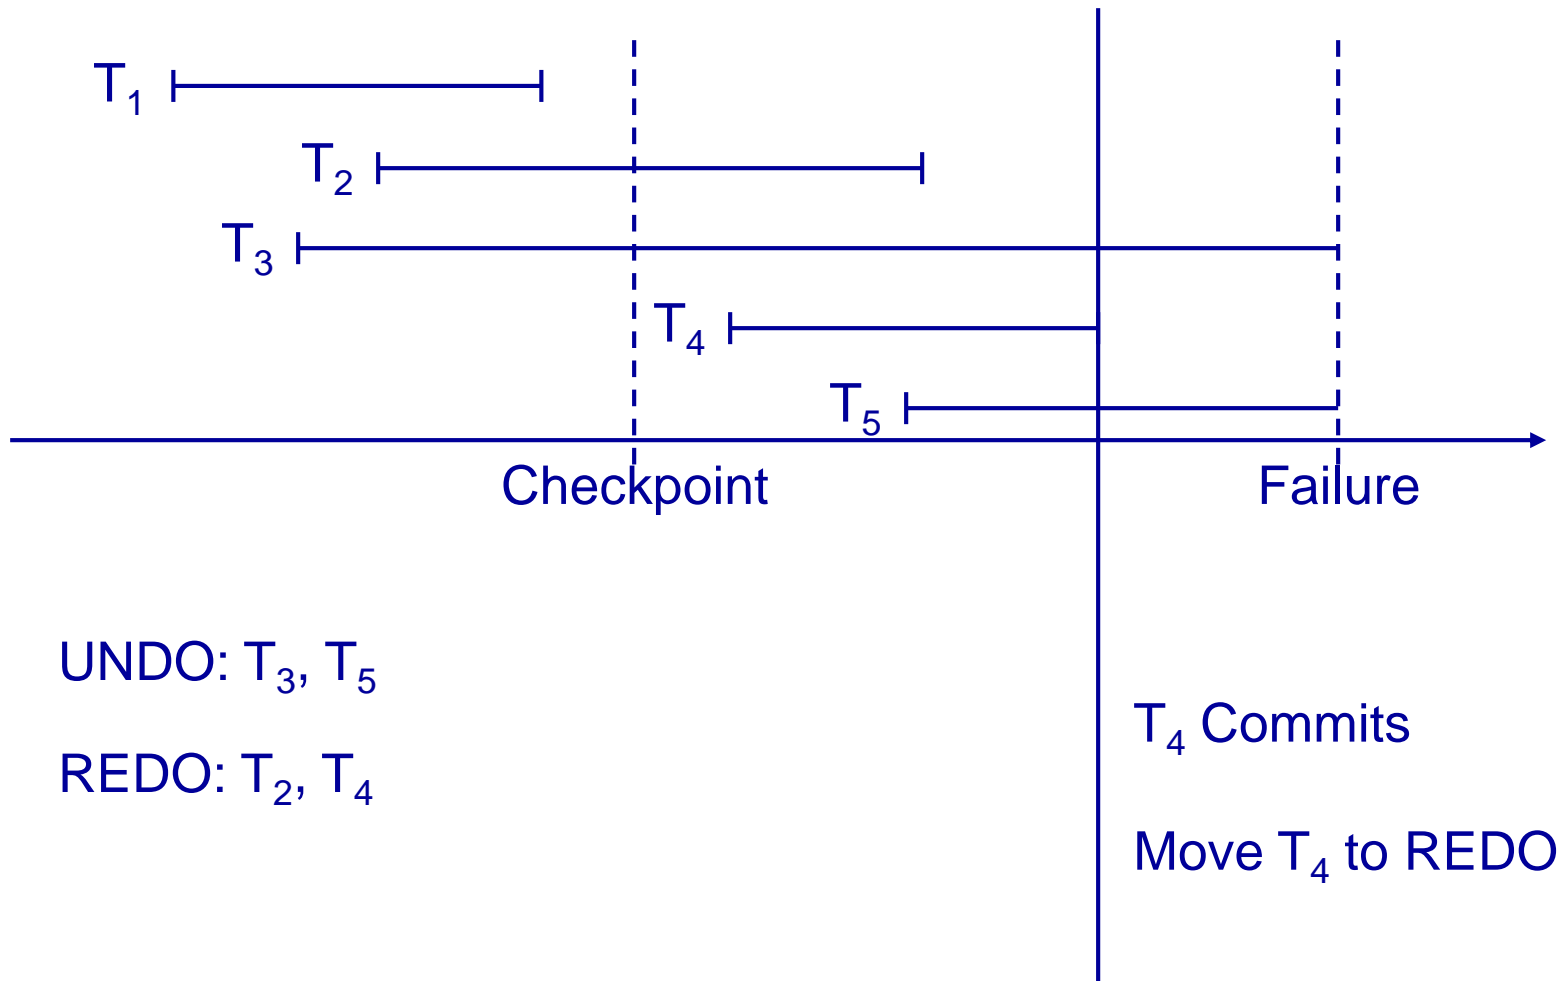 T₁
T₂
T₃
T₄
T₅
Checkpoint
Failure
UNDO: T₃, T₅
REDO: T₂, T₄
T₄ Commits
Move T₄ to REDO